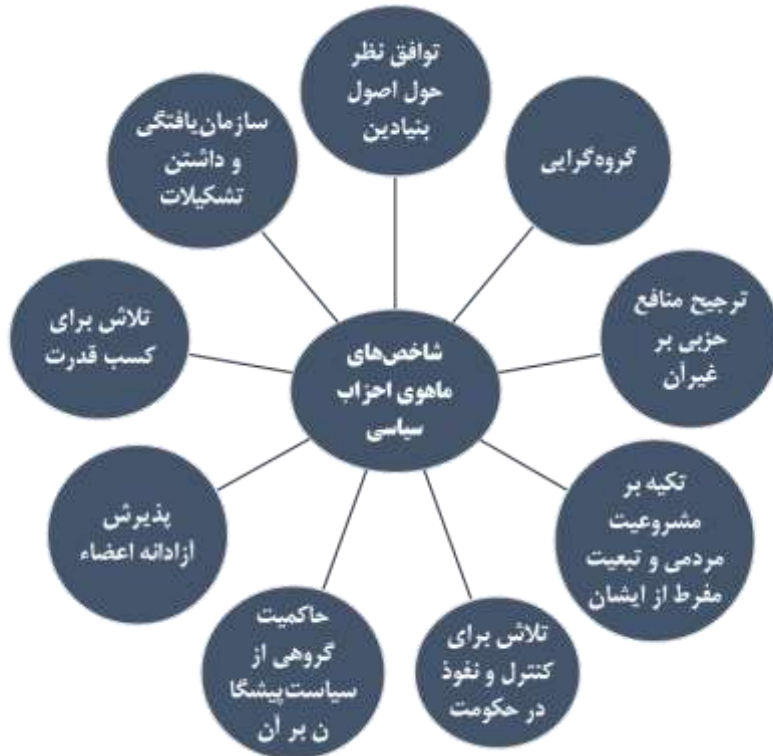 توافق نظر
حول اصول
بنیادین
گروه‌گرایی
ترجیح منافع
حزبی بر
غیرآن
تکیه بر
مشروعیت
مردمی و تبعیت
مفرط از ایشان
تلاش برای
کنترل و نفوذ
در حکومت
حاکمیت
گروهی از
سیاست‌پیشگا
ن بر آن
پذیرش
آزادانه اعضاء
تلاش برای
کسب قدرت
سازمان‌یافتگی
و داشتن
تشکیلات
شاخص‌های
ماهوی احزاب
سیاسی